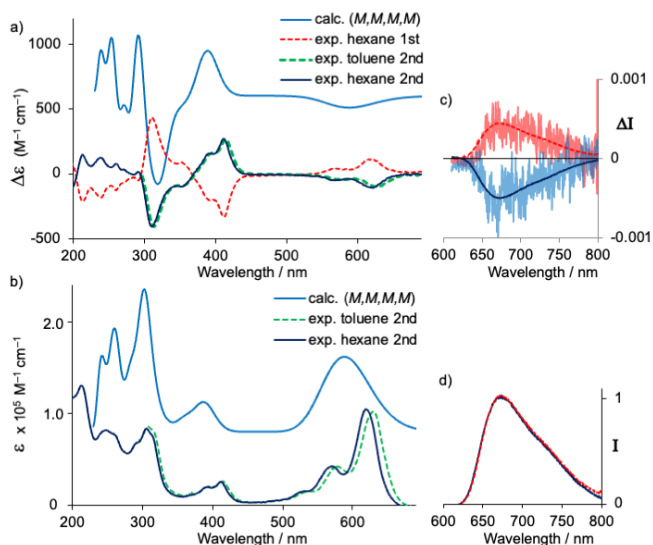 a)
calc. (M,M,M,M)
exp. hexane 1st
exp. toluene 2nd
exp. hexane 2nd
1000
500
0
-500
Δε (M⁻¹ cm⁻¹)
200 300 400 500 600
Wavelength / nm
c)
0.001
ΔI
0
-0.001
600 650 700 750 800
Wavelength / nm
b)
calc. (M,M,M,M)
exp. toluene 2nd
exp. hexane 2nd
2.0
1.0
0
ε x 10⁵ M⁻¹ cm⁻¹
200 300 400 500 600
Wavelength / nm
d)
1
I
0
600 650 700 750 800
Wavelength / nm